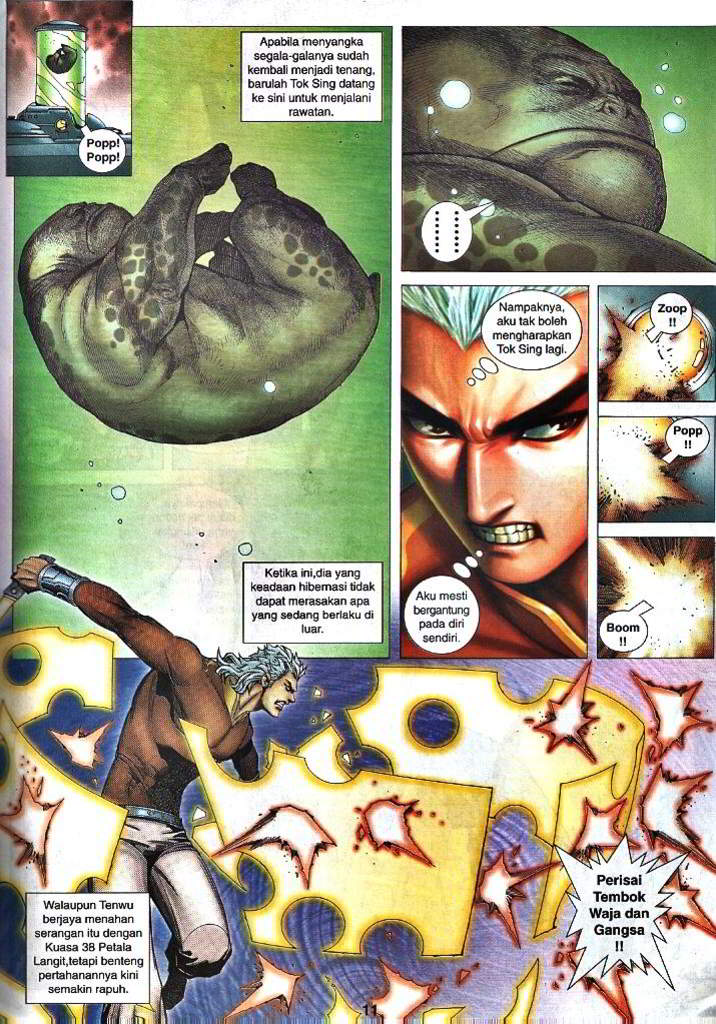 Apabila menyangka
segala-galanya sudah
kembali menjadi tenang,
barulah Tok Sing datang
ke sini untuk menjalani
rawatan.
Popp!
Popp!
Ketika ini,dia yang
keadaan hibernasi tidak
dapat merasakan apa
yang sedang berlaku di
luar.
Nampaknya,
aku tak boleh
mengharapkan
Tok Sing lagi.
Aku mesti
bergantung
pada diri
sendiri.
Zoop
!!
Popp
!!
Boom
!!
Walaupun Tenwu
berjaya menahan
serangan itu dengan
Kuasa 38 Petala
Langit,tetapi benteng
pertahanannya kini
semakin rapuh.
Perisai
Tembok
Waja dan
Gangsa
!!
11